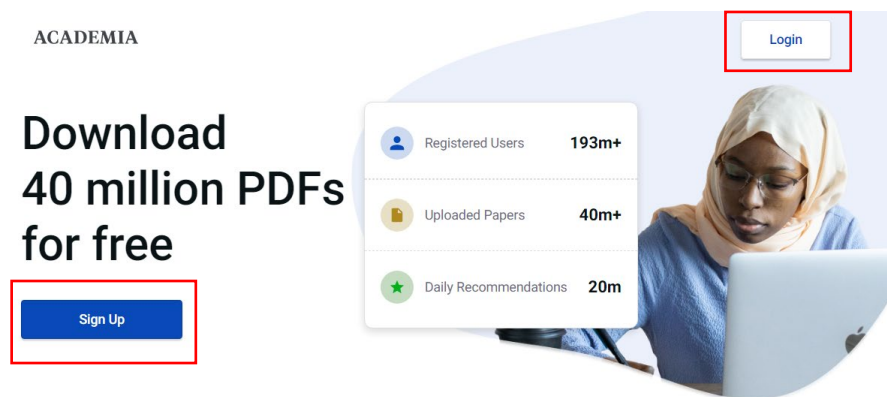 ACADEMIA
Login
Download
40 million PDFs
for free
Sign Up
Registered Users 193m+
Uploaded Papers 40m+
Daily Recommendations 20m